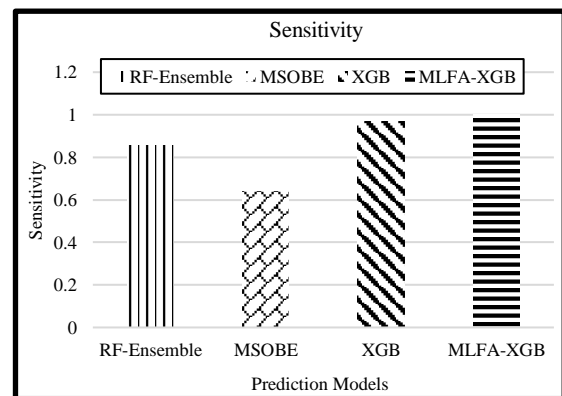 Sensitivity
RF-Ensemble MSOBE XGB MLFA-XGB
1.2
1
0.8
0.6
0.4
0.2
0
Sensitivity
RF-Ensemble MSOBE XGB MLFA-XGB
Prediction Models